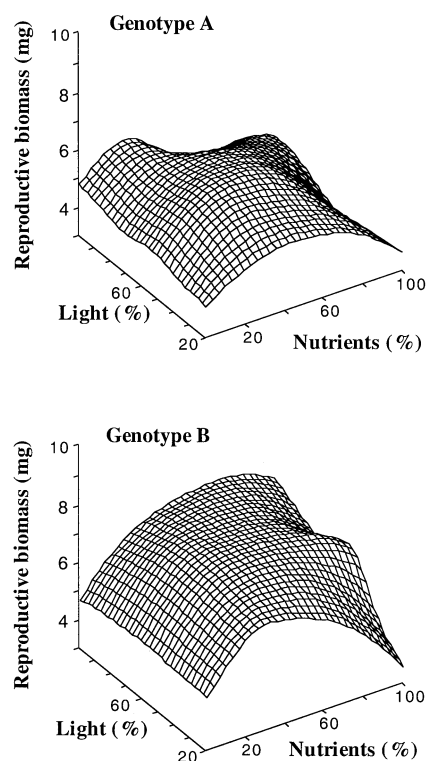 Genotype A
Reproductive biomass (mg)
10
8
6
4
Light (%)
60
20
20
60
100
Nutrients (%)
Genotype B
Reproductive biomass (mg)
10
8
6
4
Light (%)
60
20
20
60
100
Nutrients (%)